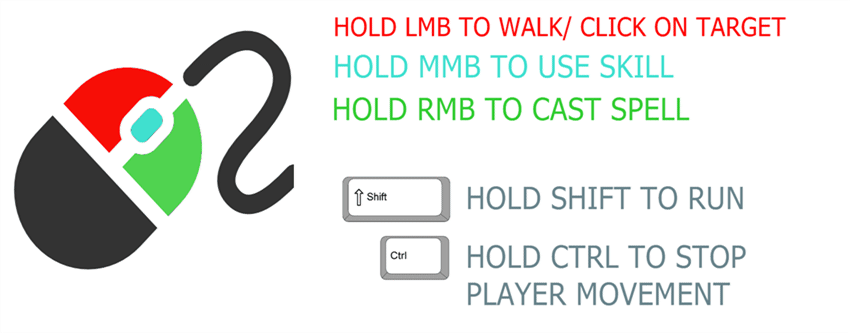 HOLD LMB TO WALK/ CLICK ON TARGET
HOLD MMB TO USE SKILL
HOLD RMB TO CAST SPELL
Shift
HOLD SHIFT TO RUN
Ctrl
HOLD CTRL TO STOP
PLAYER MOVEMENT